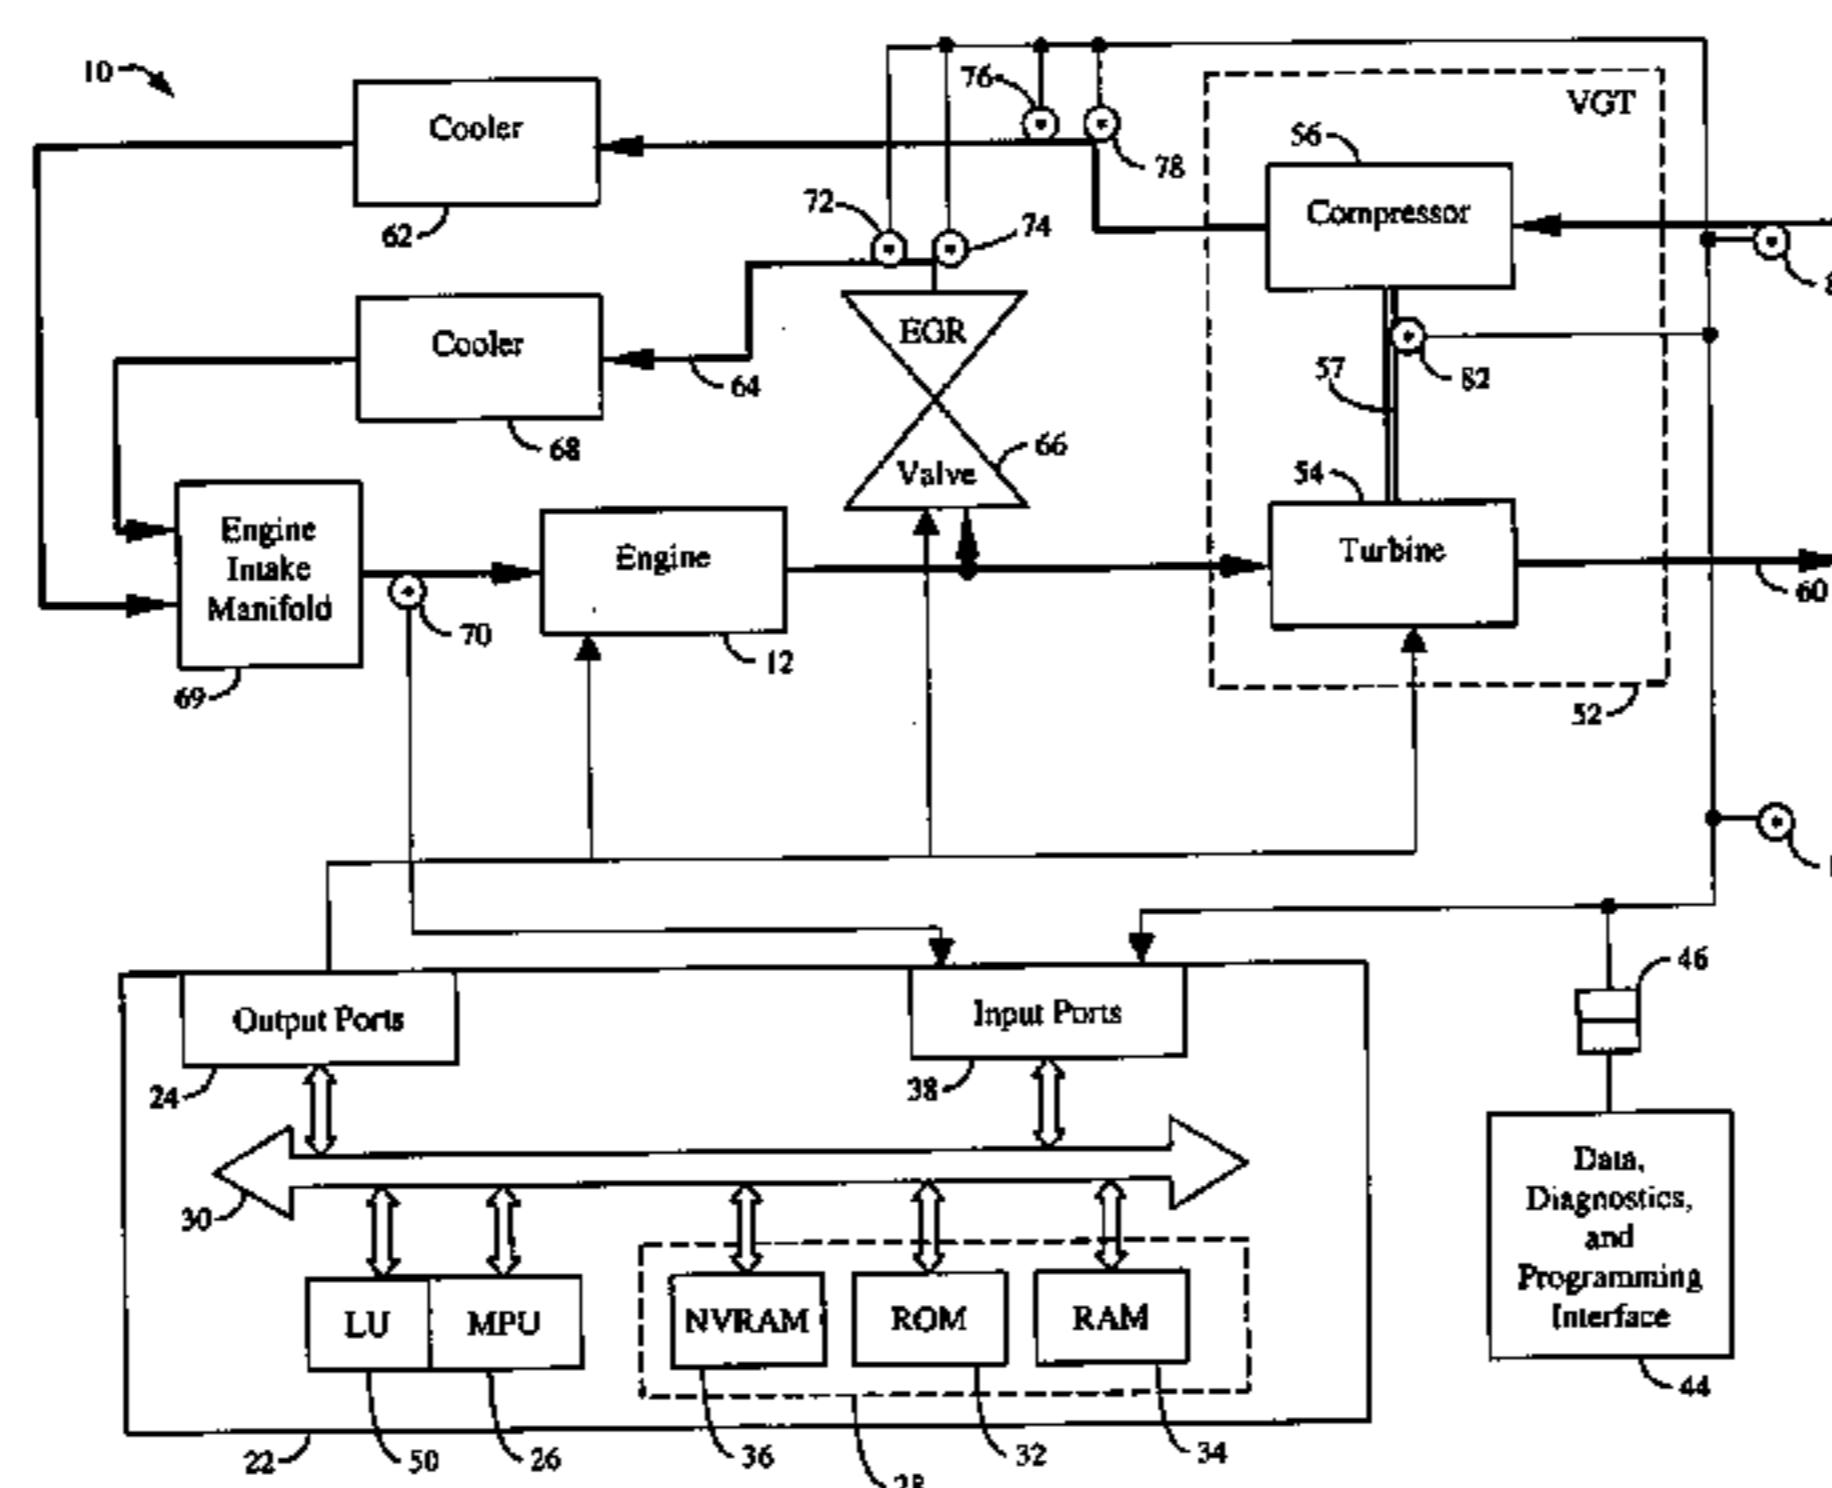 10
Cooler
62
76
78
VGT
56
Compressor
72
74
Cooler
68
64
EGR
Valve
66
57
82
54
Turbine
60
52
Engine
Intake
Manifold
69
70
Engine
12
Output Ports
24
Input Ports
38
46
30
LU
MPU
NVRAM
ROM
RAM
22
50
26
36
32
34
Data,
Diagnostics,
and
Programming
Interface
44